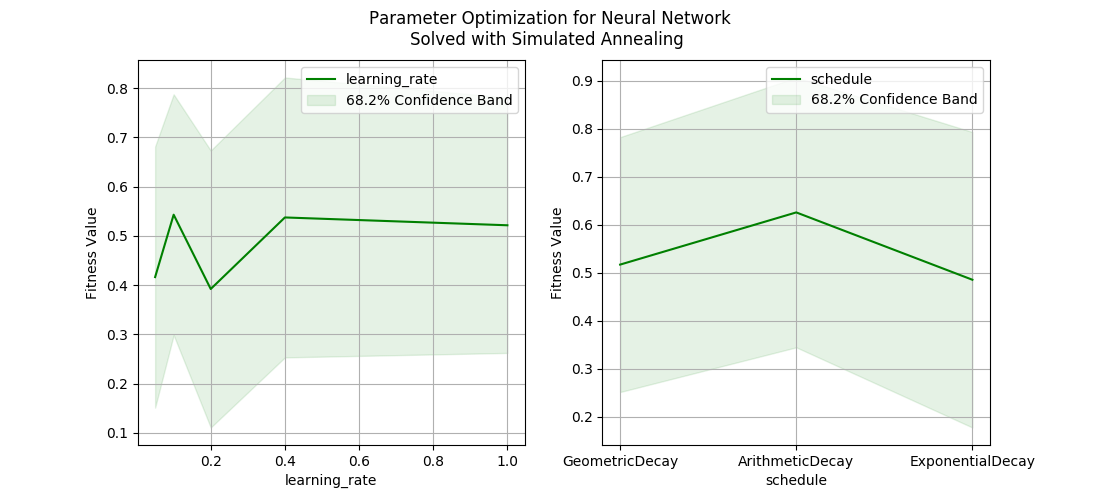 Parameter Optimization for Neural Network
Solved with Simulated Annealing
learning_rate
68.2% Confidence Band
0.8
0.7
0.6
0.5
0.4
0.3
0.2
0.1
Fitness Value
0.2 0.4 0.6 0.8 1.0
learning_rate
schedule
68.2% Confidence Band
0.9
0.8
0.7
0.6
0.5
0.4
0.3
0.2
Fitness Value
GeometricDecay ArithmeticDecay ExponentialDecay
schedule